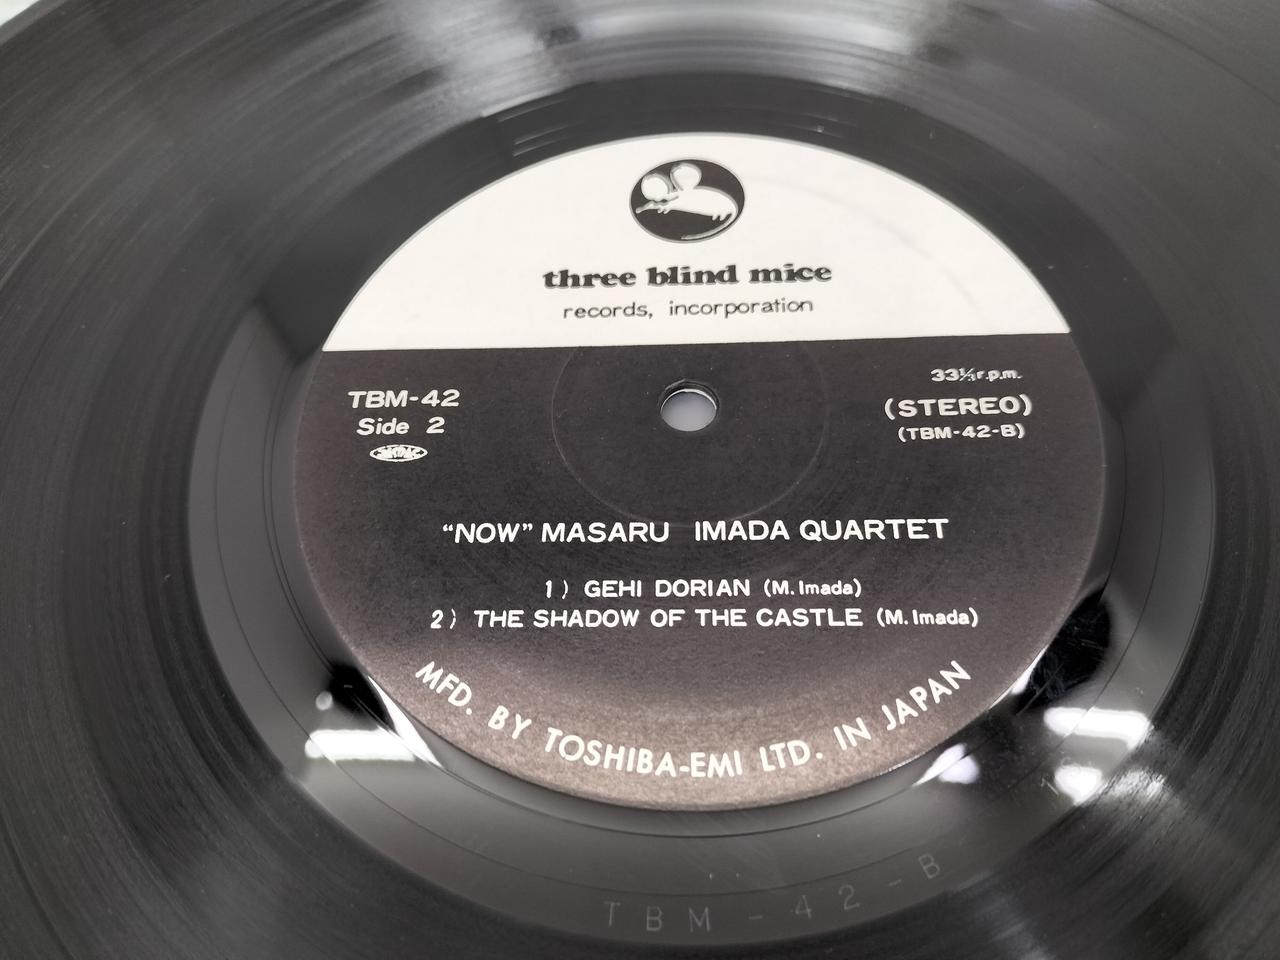 three blind mice
records, incorporation
33⅓ r.p.m.
TBM-42
(STEREO)
Side 2
(TBM-42-B)
“NOW” MASARU IMADA QUARTET
1) GEHI DORIAN (M. Imada)
2) THE SHADOW OF THE CASTLE (M. Imada)
MFD. BY TOSHIBA-EMI LTD. IN JAPAN
TBM-42-B